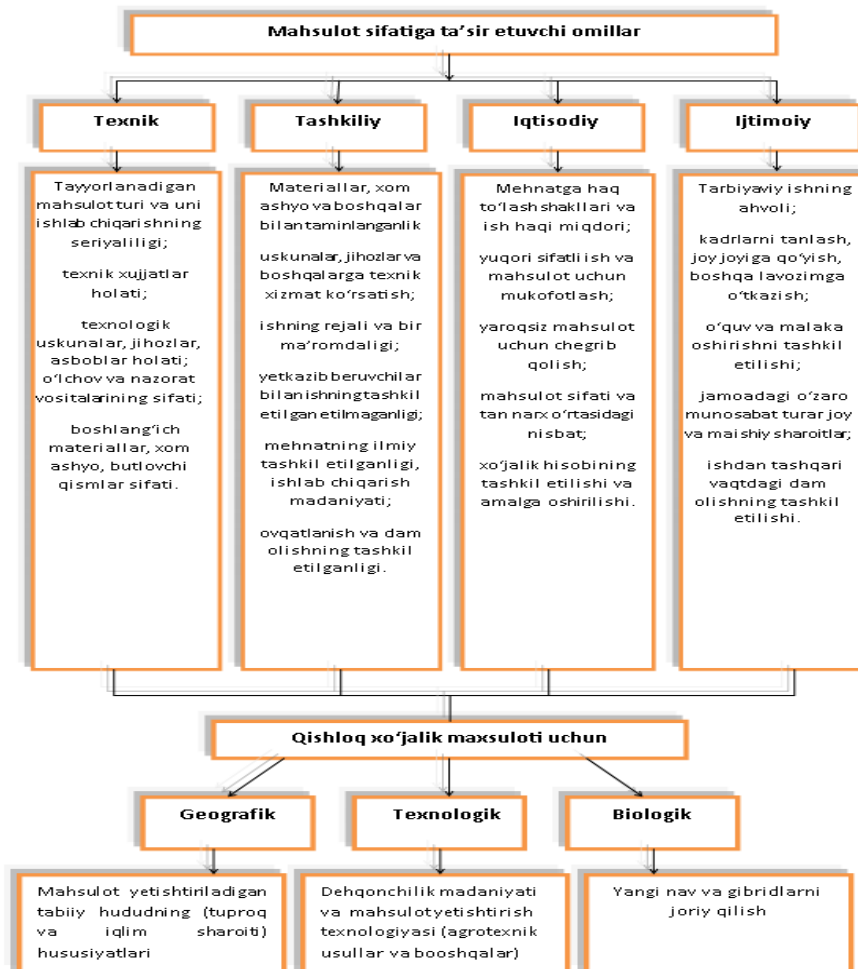 Mahsulot sifatiga ta’sir etuvchi omillar
Texnik
Tashkiliy
Iqtisodiy
Ijtimoiy
Tayyorlanadigan
mahsulot turi va uni
ishlab chiqarishning
seriyaliligi;
texnik xujjatlar
holati;
texnologik
uskunalar, jihozlar,
asboblar holati;
o‘lchov va nazorat
vositalarining sifati;
boshlang‘ich
materiallar, xom
ashyo, butlovchi
qismlar sifati.
Materiallar, xom
ashyo va boshqalar
bilan taminlanganlik
uskunalar, jihozlar va
boshqalarga texnik
xizmat ko‘rsatish;
ishning rejali va bir
ma’romdaligi;
yetkazib beruvchilar
bilan ishning tashkil
etilgan etilmaganligi;
mehnatning ilmiy
tashkil etilganligi,
ishlab chiqarish
madaniyati;
ovqatlanish va dam
olishning tashkil
etilganligi.
Mehnatga haq
to‘lash shakllari va
ish haqi miqdori;
yuqori sifatli ish va
mahsulot uchun
mukofotlash;
yaroqsiz mahsulot
uchun chegrib
qolish;
mahsulot sifati va
tan narx o‘rtasidagi
nisbat;
xo‘jalik hisobining
tashkil etilishi va
amalga oshirilishi.
Tarbiyaviy ishning
ahvoli;
kadrlarni tanlash,
joy joyiga qo‘yish,
boshqa lavozimga
o‘tkazish;
o‘quv va malaka
oshirishni tashkil
etilishi;
jamoadagi o‘zaro
munosabat turar joy
va maishiy sharoitlar;
ishdan tashqari
vaqtdagi dam
olishning tashkil
etilishi.
Qishloq xo‘jalik maxsuloti uchun
Geografik
Texnologik
Biologik
Mahsulot yetishtiriladigan
tabiiy hududning (tuproq
va iqlim sharoiti)
hususiyatlari
Dehqonchilik madaniyati
va mahsulot yetishtirish
texnologiyasi (agrotexnik
usullar va booshqalar)
Yangi nav va gibridlarni
joriy qilish